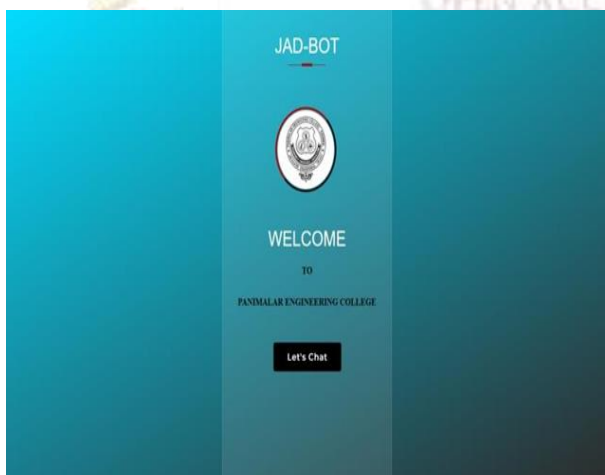 JAD-BOT
WELCOME
TO
PANIMALAR ENGINEERING COLLEGE
Let's Chat